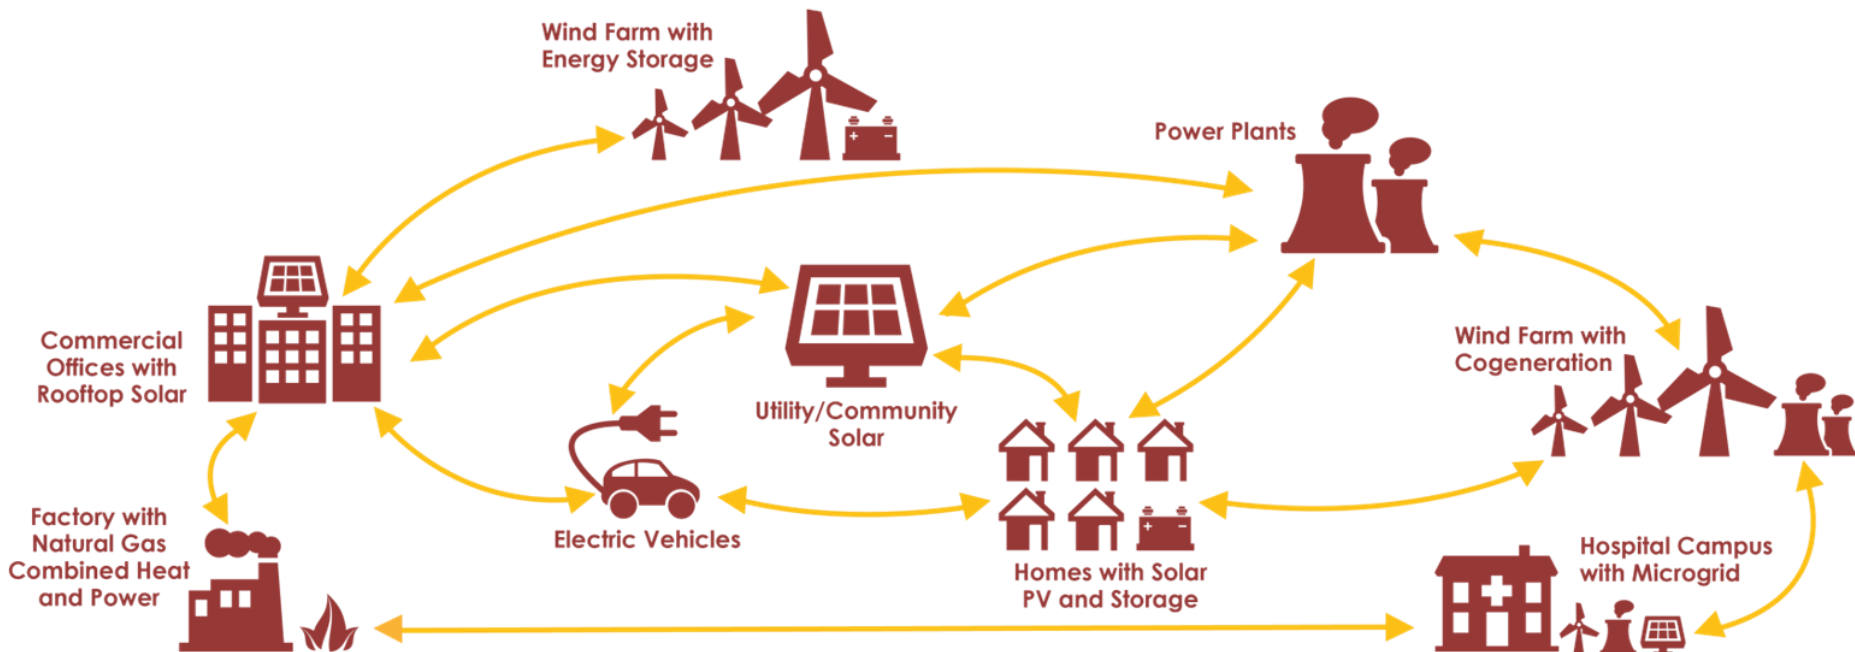 Wind Farm with
Energy Storage
Power Plants
Commercial
Offices with
Rooftop Solar
Wind Farm with
Cogeneration
Utility/Community
Solar
Electric Vehicles
Factory with
Natural Gas
Combined Heat
and Power
Homes with Solar
PV and Storage
Hospital Campus
with Microgrid